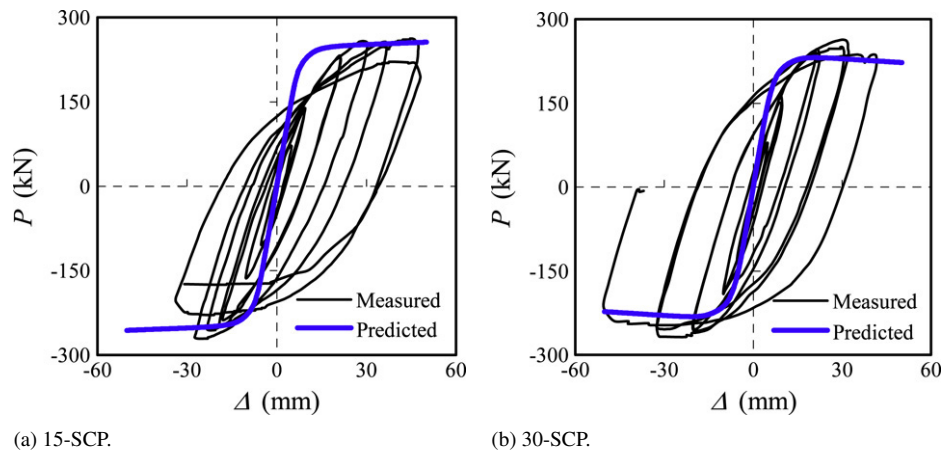 300
150
0
-150
-300
P (kN)
-60
-30
0
30
60
Δ (mm)
Measured
Predicted
(a) 15-SCP.
300
150
0
-150
-300
P (kN)
-60
-30
0
30
60
Δ (mm)
Measured
Predicted
(b) 30-SCP.